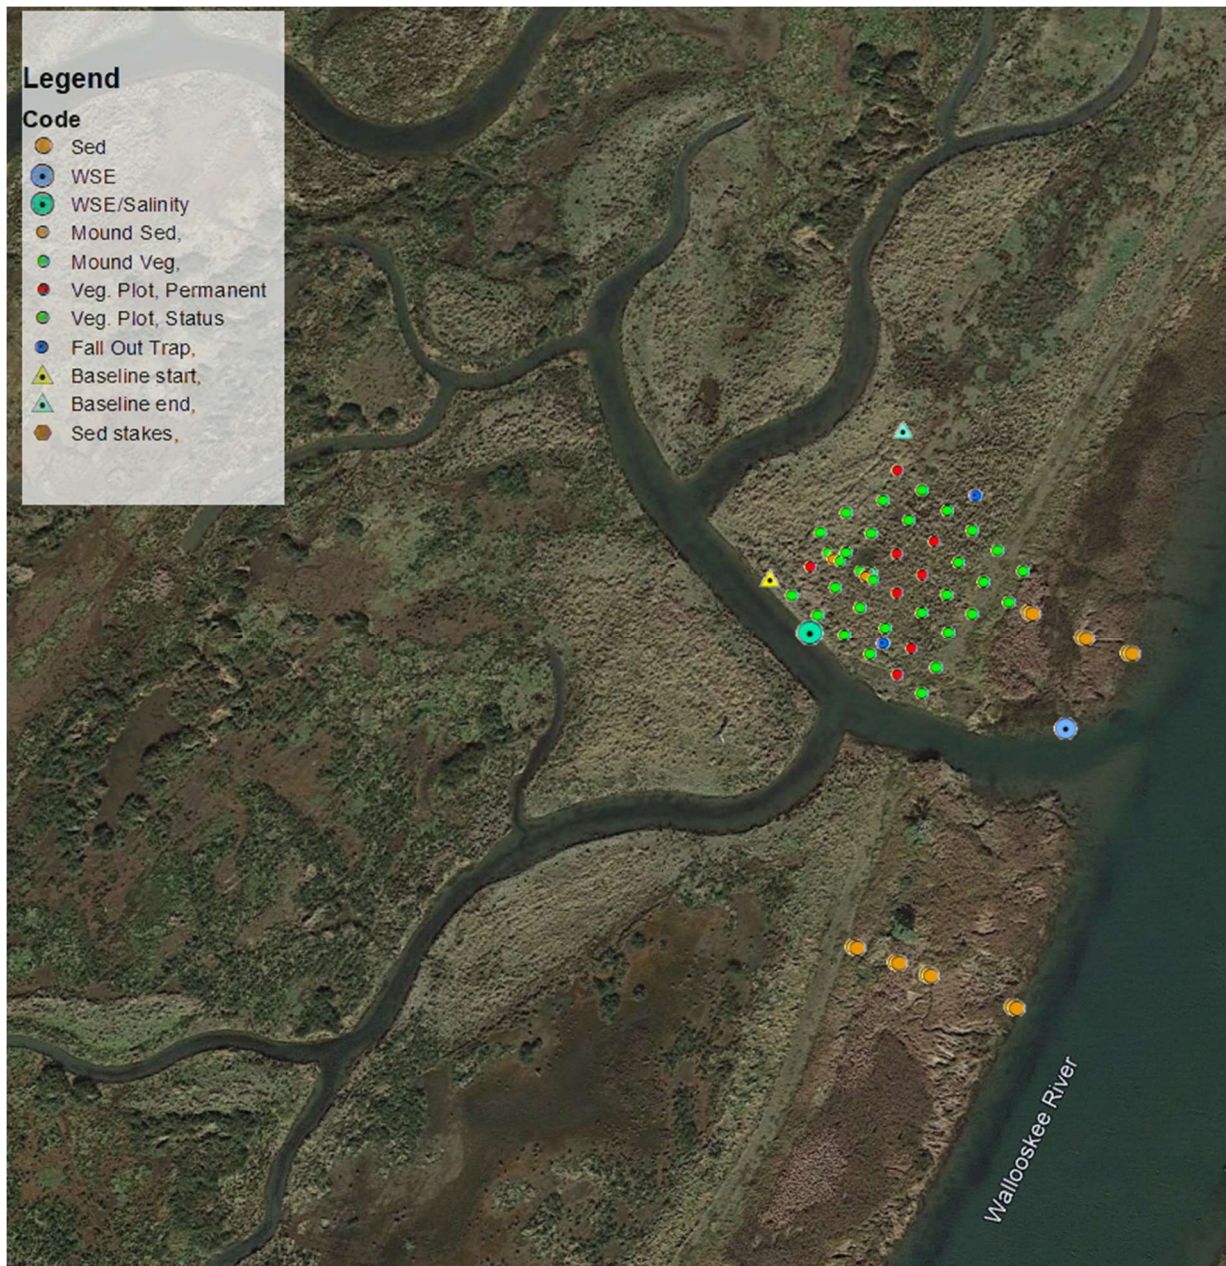 Legend
Code
Sed
WSE
WSE/Salinity
Mound Sed,
Mound Veg,
Veg. Plot, Permanent
Veg. Plot, Status
Fall Out Trap,
Baseline start,
Baseline end,
Sed stakes,
Wallooskee River